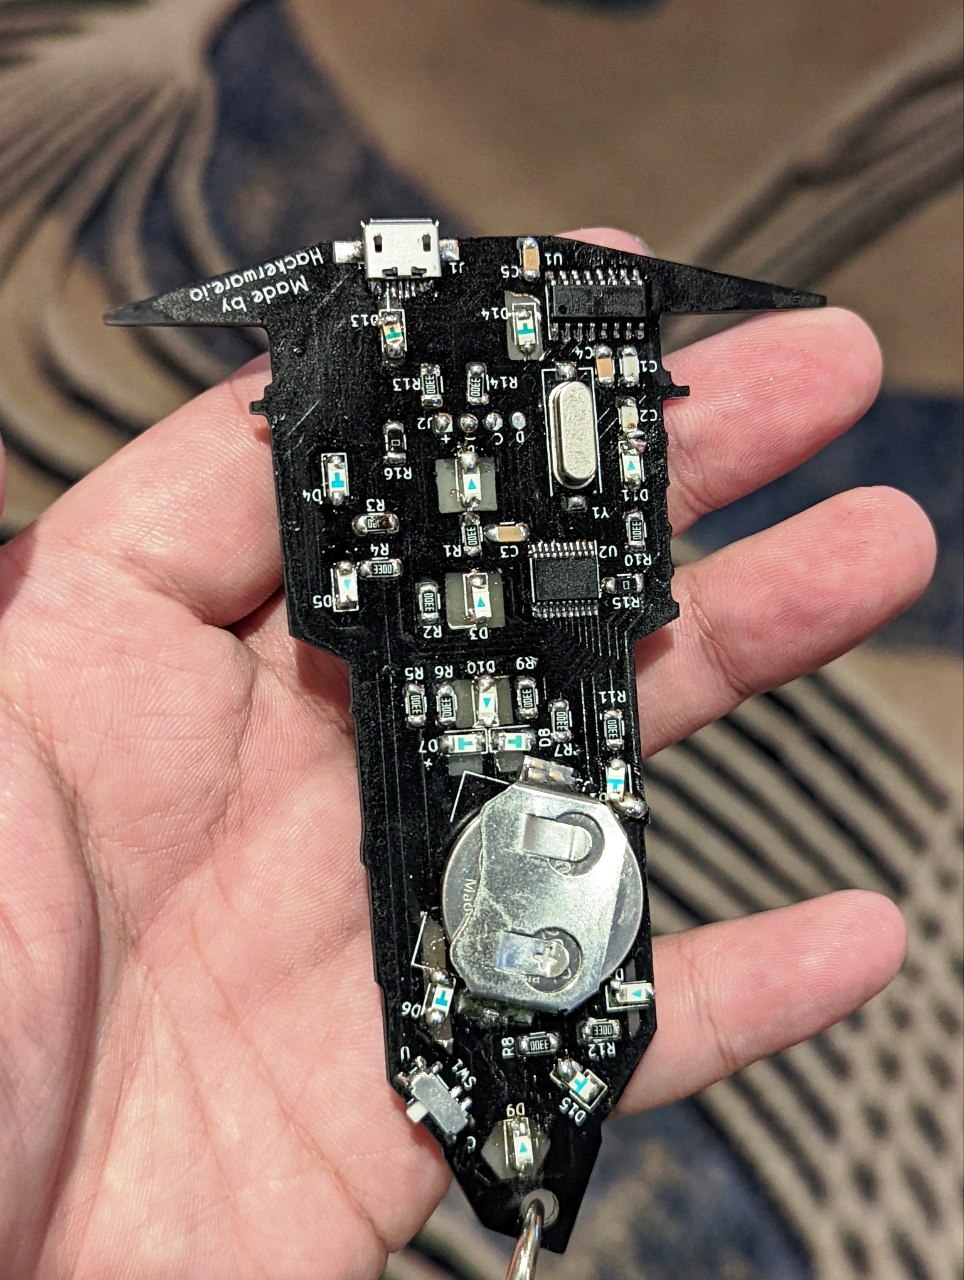 Made by
Hackerware.io
J1
C5
U1
D13
D14
C4
C1
R13
R14
C2
J2
+
-
C
D
R16
D4
D11
Y1
R3
R1
C3
U2
R10
R4
D5
R2
D3
R15
R5
R6
D10
R9
R11
D7
+
D8
R7
D6
R8
R12
U
SW1
C
D15
D9